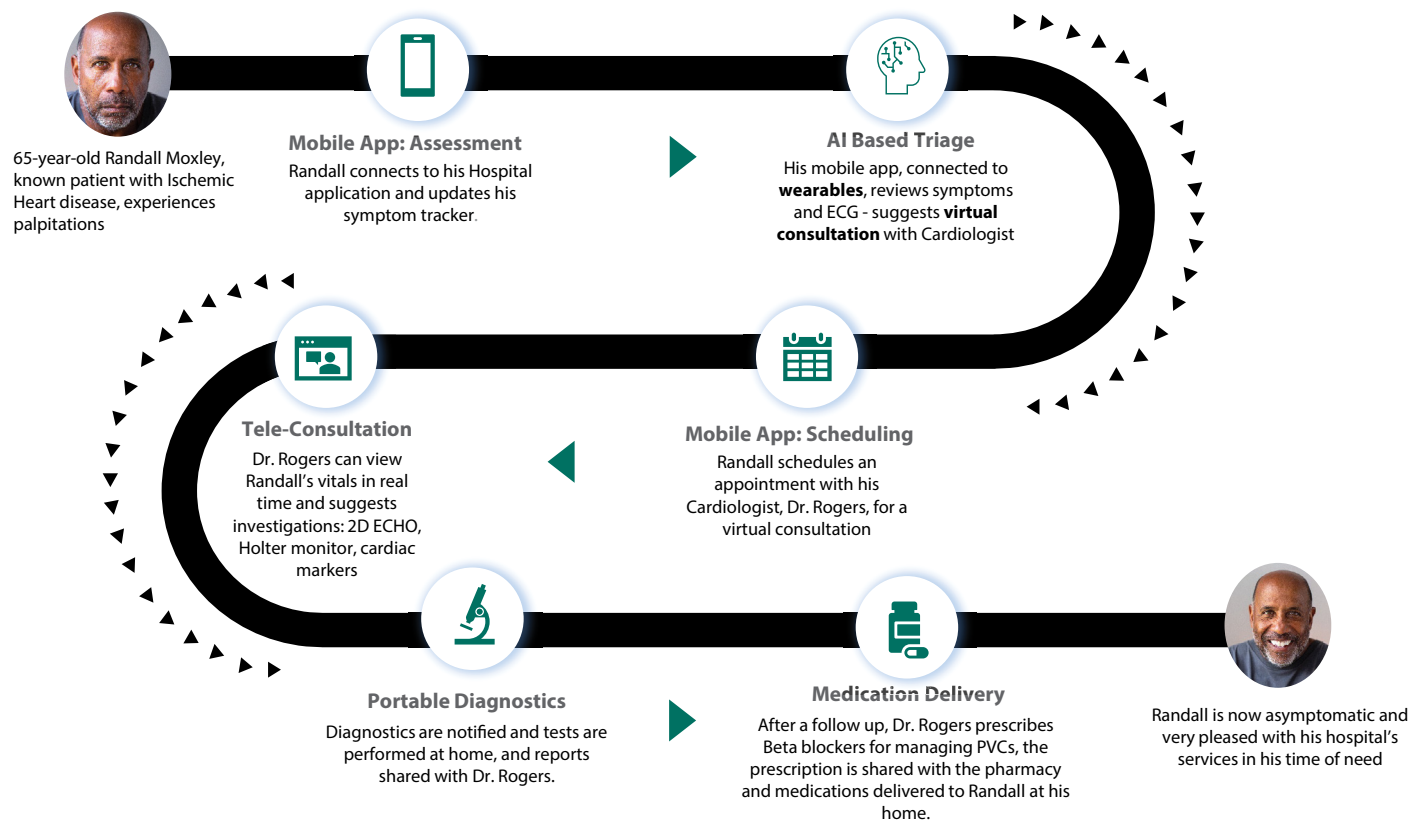 65-year-old Randall Moxley,
known patient with Ischemic
Heart disease, experiences
palpitations
Mobile App: Assessment
Randall connects to his Hospital
application and updates his
symptom tracker.
AI Based Triage
His mobile app, connected to
wearables, reviews symptoms
and ECG - suggests virtual
consultation with Cardiologist
Mobile App: Scheduling
Randall schedules an
appointment with his
Cardiologist, Dr. Rogers, for a
virtual consultation
Tele-Consultation
Dr. Rogers can view
Randall’s vitals in real
time and suggests
investigations: 2D ECHO,
Holter monitor, cardiac
markers
Portable Diagnostics
Diagnostics are notified and tests are
performed at home, and reports
shared with Dr. Rogers.
Medication Delivery
After a follow up, Dr. Rogers prescribes
Beta blockers for managing PVCs, the
prescription is shared with the pharmacy
and medications delivered to Randall at his
home.
Randall is now asymptomatic and
very pleased with his hospital’s
services in his time of need